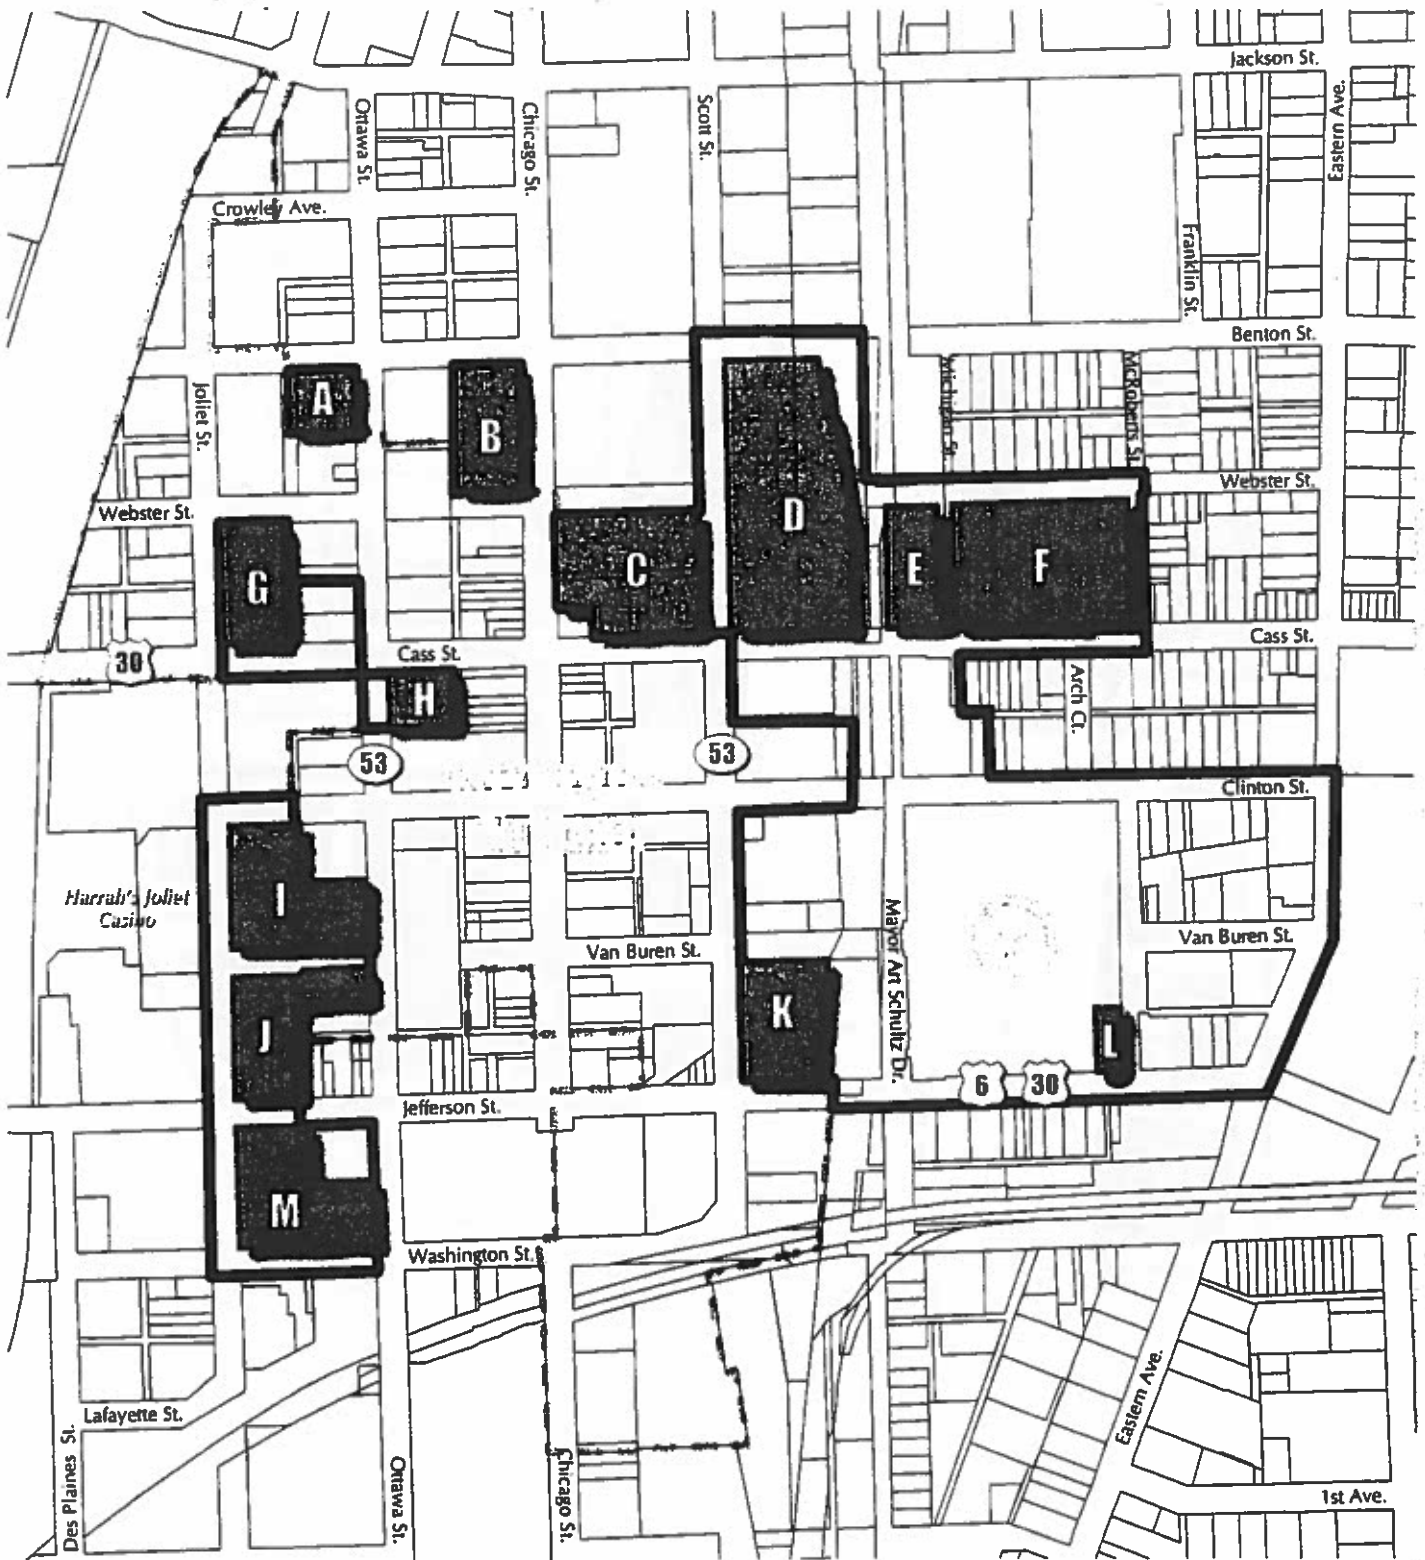 Jackson St.
Ottawa St.
Chicago St.
Scott St.
Eastern Ave.
Crowley Ave.
Franklin St.
Benton St.
Joliet St.
A
B
Michigan St.
McRoberts St.
Webster St.
Webster St.
D
C
E
F
G
Cass St.
30
Cass St.
H
Arch Ct.
53
53
Clinton St.
I
Harrah's Joliet
Casino
Van Buren St.
Van Buren St.
Mayor Art Schultz Dr.
K
J
L
6
30
Jefferson St.
M
Washington St.
Eastern Ave.
Lafayette St.
Des Plaines St.
Ottawa St.
Chicago St.
1st Ave.